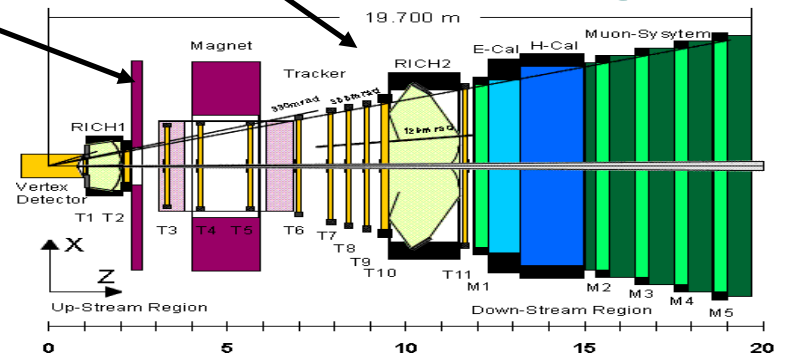 19.700 m
Magnet
Muon-Sysytem
E-Cal H-Cal
RICH2
Tracker
330mrad
12kmrad
RICH1
Vertex
Detector
T1 T2
T3 T4 T5 T6 T7
T8
T9
T10
T11
M1
M2
M3
M4
M5
X
Z
Up-Stream Region
Down-Stream Region
0 5 10 15 20